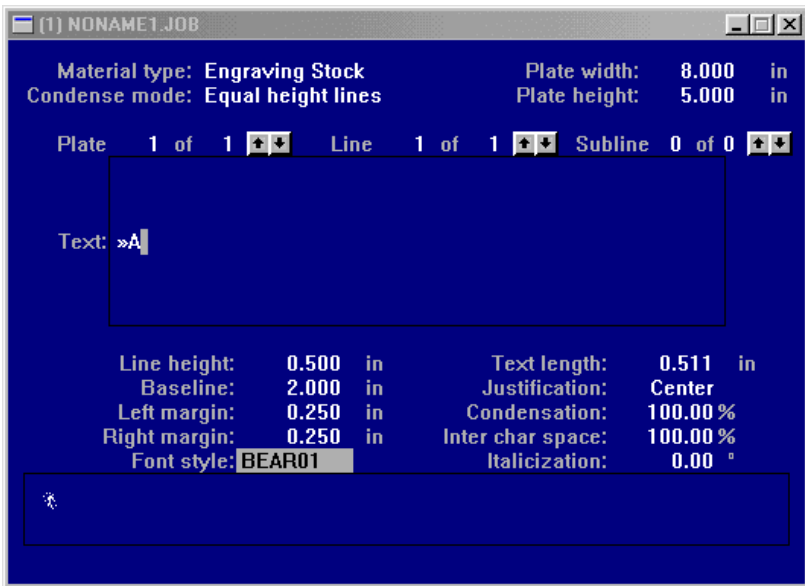 (1) NONAME1.JOB
Material type: Engraving Stock Plate width: 8.000 in
Condense mode: Equal height lines Plate height: 5.000 in
Plate 1 of 1 Line 1 of 1 Subline 0 of 0
Text: »A
Line height: 0.500 in Text length: 0.511 in
Baseline: 2.000 in Justification: Center
Left margin: 0.250 in Condensation: 100.00 %
Right margin: 0.250 in Inter char space: 100.00 %
Font style: BEAR01 Italicization: 0.00 °